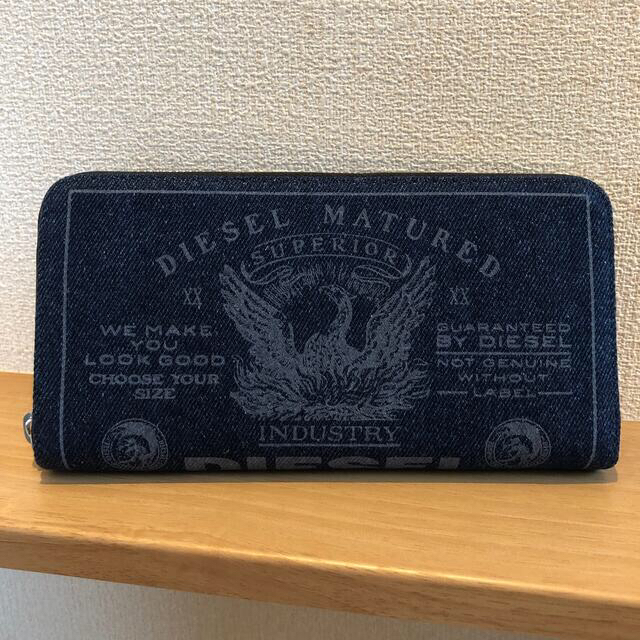 DIESEL MATURED
SUPERIOR
XX
XX
WE MAKE
YOU
LOOK GOOD
CHOOSE YOUR
SIZE
GUARANTEED
BY DIESEL
NOT GENUINE
WITHOUT
LABEL
INDUSTRY
DIESEL